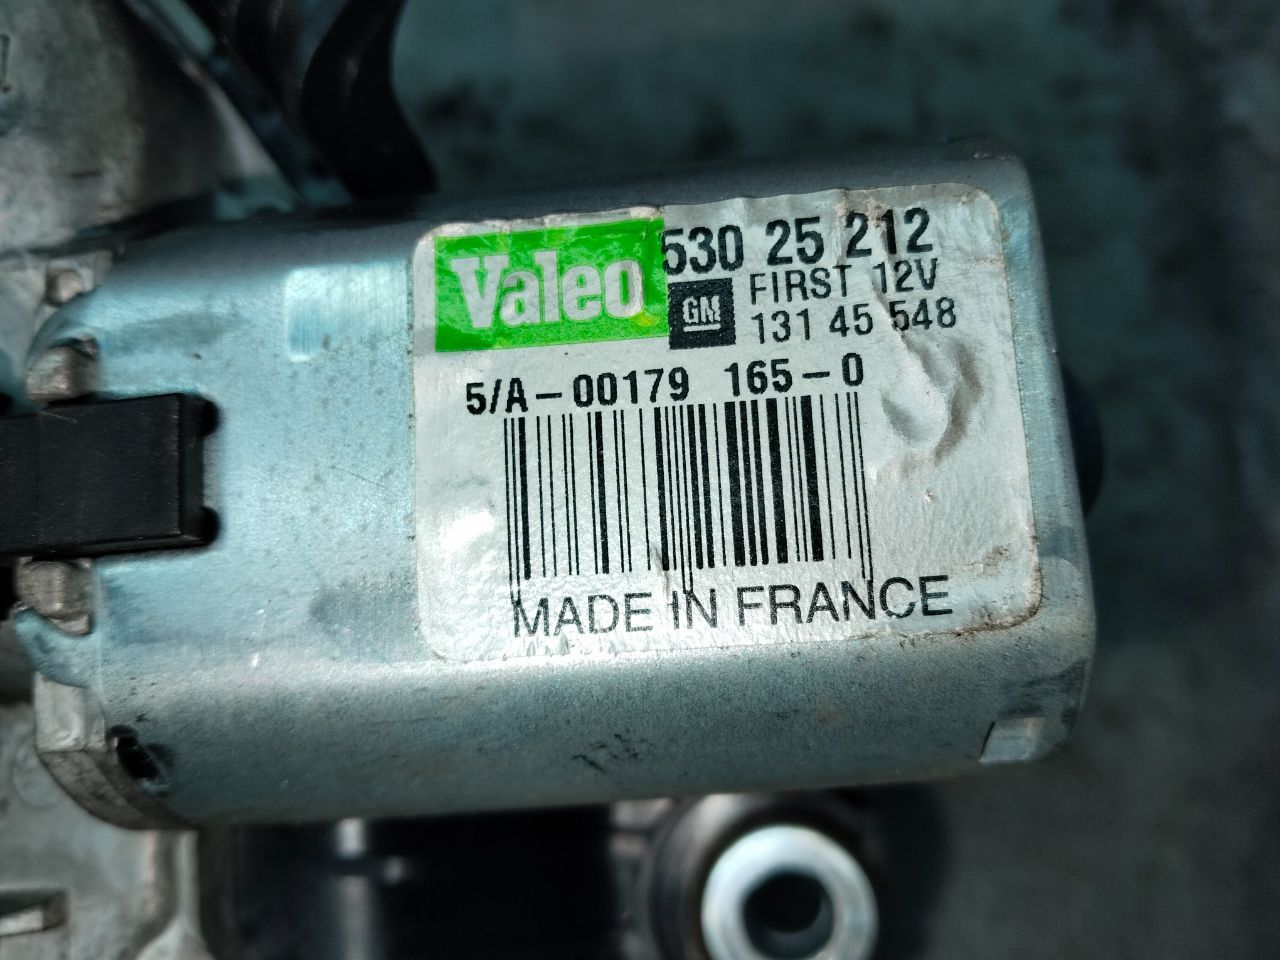 Valeo 530 25 212
GM FIRST 12V
131 45 548
5/A-00179 165-0
MADE IN FRANCE